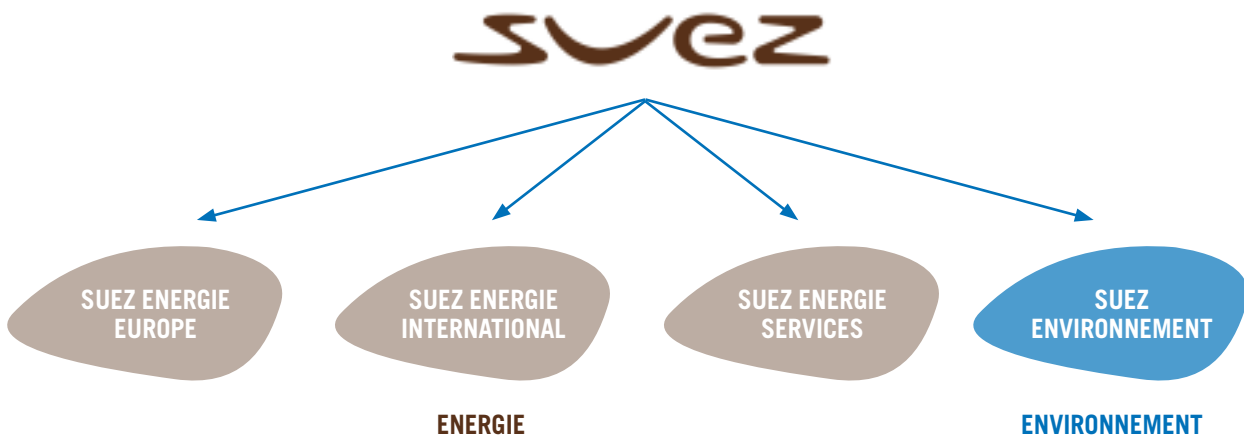 suez
SUEZ ENERGIE
EUROPE
SUEZ ENERGIE
INTERNATIONAL
SUEZ ENERGIE
SERVICES
SUEZ
ENVIRONNEMENT
ENERGIE
ENVIRONNEMENT